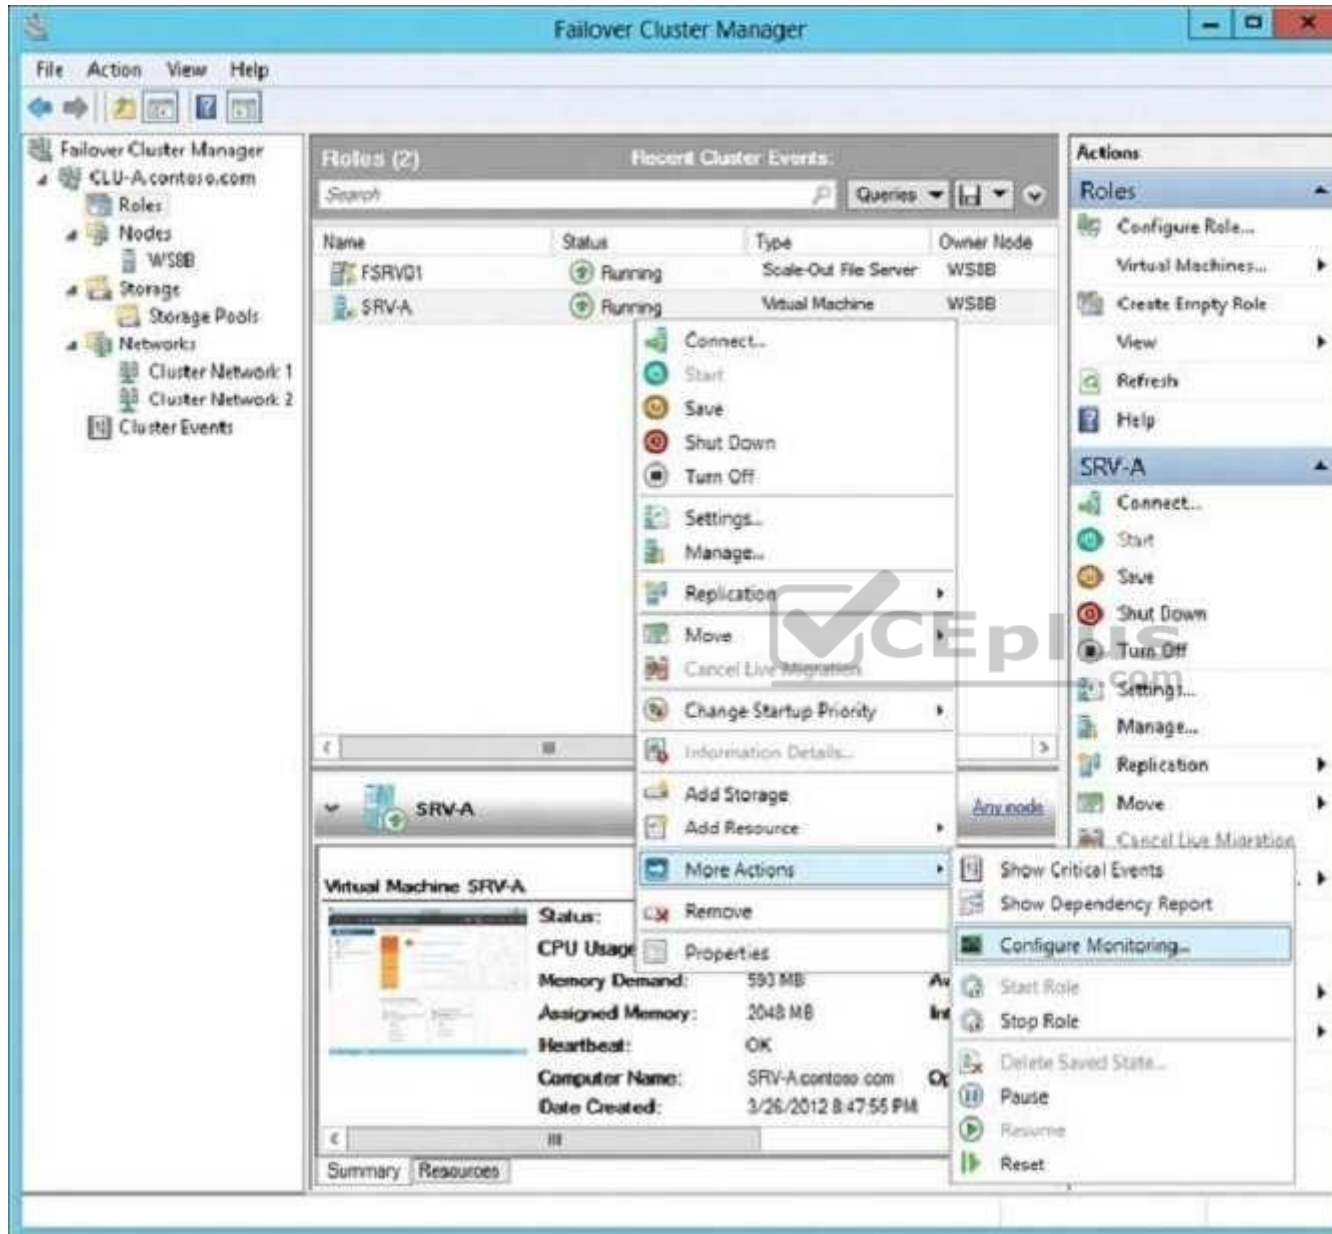 Failover Cluster Manager
File Action View Help
Failover Cluster Manager
CLU-A.contoso.com
Roles
Nodes
WS8B
Storage
Storage Pools
Networks
Cluster Network 1
Cluster Network 2
Cluster Events
Roles (2) Recent Cluster Events:
Search Queries
Name Status Type Owner Node
FSRV01 Running Scale-Out File Server WS8B
SRV-A Running Virtual Machine WS8B
Connect...
Start
Save
Shut Down
Turn Off
Settings...
Manage...
Replication
Move
Cancel Live Migration
Change Startup Priority
Information Details...
Add Storage
Add Resource
More Actions
Remove
Properties
Show Critical Events
Show Dependency Report
Configure Monitoring...
Start Role
Stop Role
Delete Saved State...
Pause
Resume
Reset
SRV-A Any node
Virtual Machine SRV-A
Status:
CPU Usage
Memory Demand: 593 MB
Assigned Memory: 2048 MB
Heartbeat: OK
Computer Name: SRV-A.contoso.com
Date Created: 3/26/2012 8:47:55 PM
Av
Int
Op
Summary Resources
Actions
Roles
Configure Role...
Virtual Machines...
Create Empty Role
View
Refresh
Help
SRV-A
Connect...
Start
Save
Shut Down
Turn Off
Settings...
Manage...
Replication
Move
Cancel Live Migration
VCEplus
.com